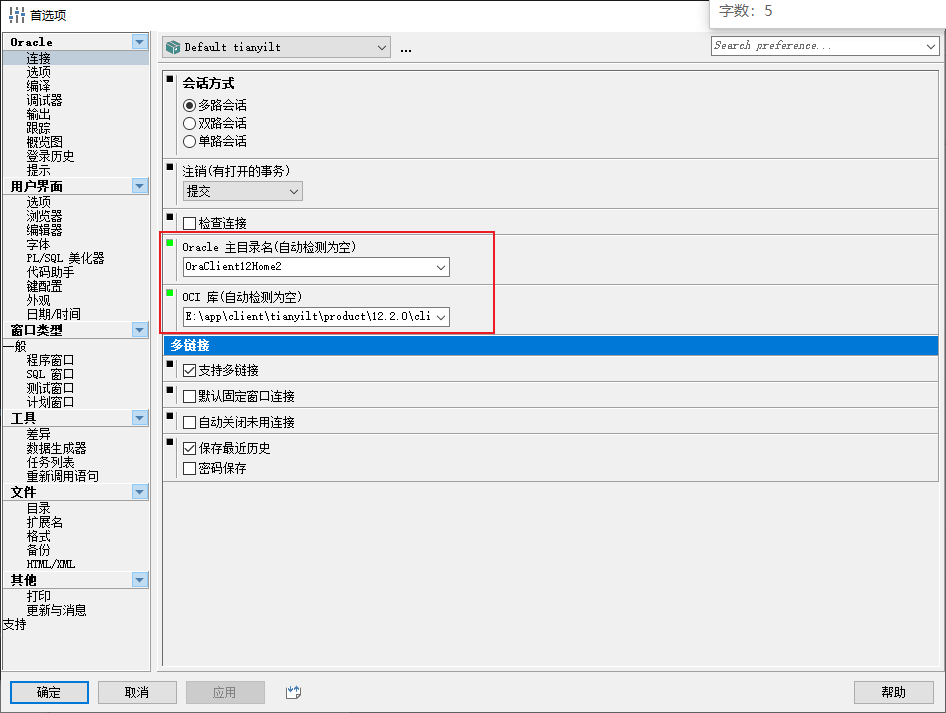 首选项
字数: 5
Oracle
连接
选项
编译
调试器
输出
跟踪
概览图
登录历史
提示
用户界面
选项
浏览器
编辑器
字体
PL/SQL 美化器
代码助手
键配置
外观
日期/时间
窗口类型
一般
程序窗口
SQL 窗口
测试窗口
计划窗口
工具
差异
数据生成器
任务列表
重新调用语句
文件
目录
扩展名
格式
备份
HTML/XML
其他
打印
更新与消息
支持
Default tianyilt
...
Search preference...
会话方式
多路会话
双路会话
单路会话
注销(有打开的事务)
提交
检查连接
Oracle 主目录名(自动检测为空)
OraClient12Home2
OCI 库(自动检测为空)
E:\app\client\tianyilt\product\12.2.0\cli
多链接
支持多链接
默认固定窗口连接
自动关闭未用连接
保存最近历史
密码保存
确定
取消
应用
帮助